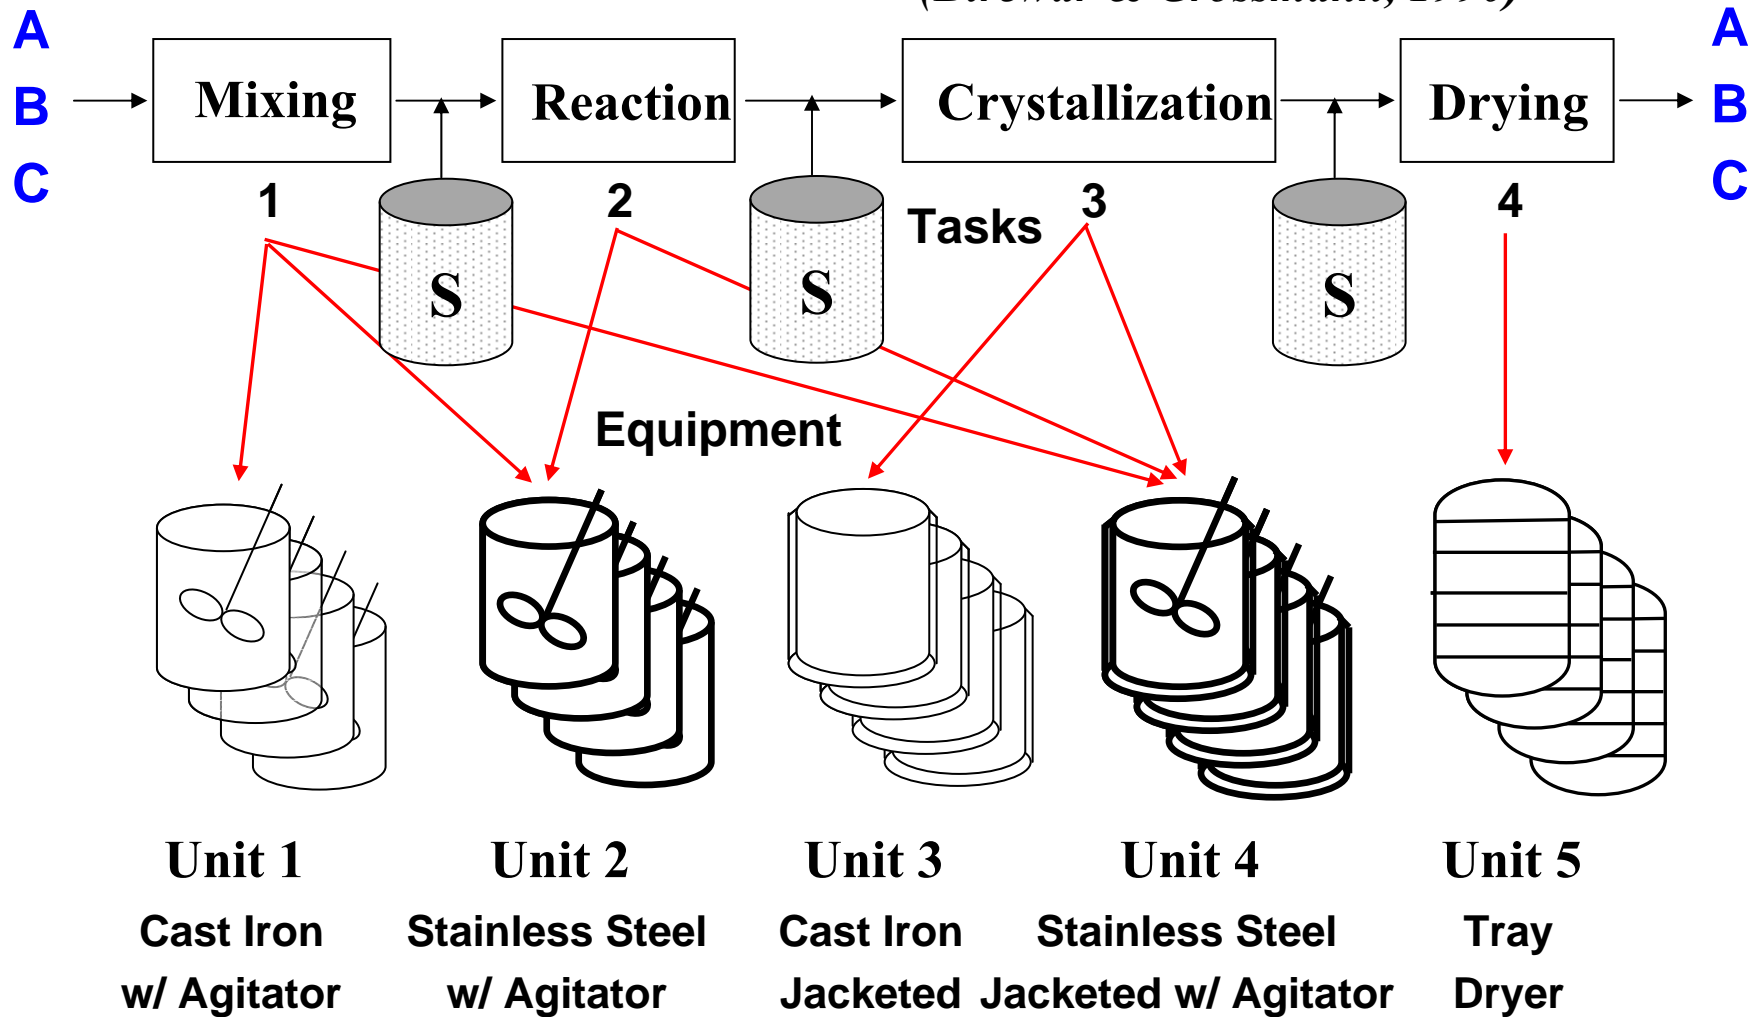 A
B
C
Mixing
Reaction
Crystallization
Drying
A
B
C
1
2
3
4
Tasks
S
S
S
Equipment
Unit 1
Unit 2
Unit 3
Unit 4
Unit 5
Cast Iron
w/ Agitator
Stainless Steel
w/ Agitator
Cast Iron
Jacketed
Stainless Steel
Jacketed w/ Agitator
Tray
Dryer